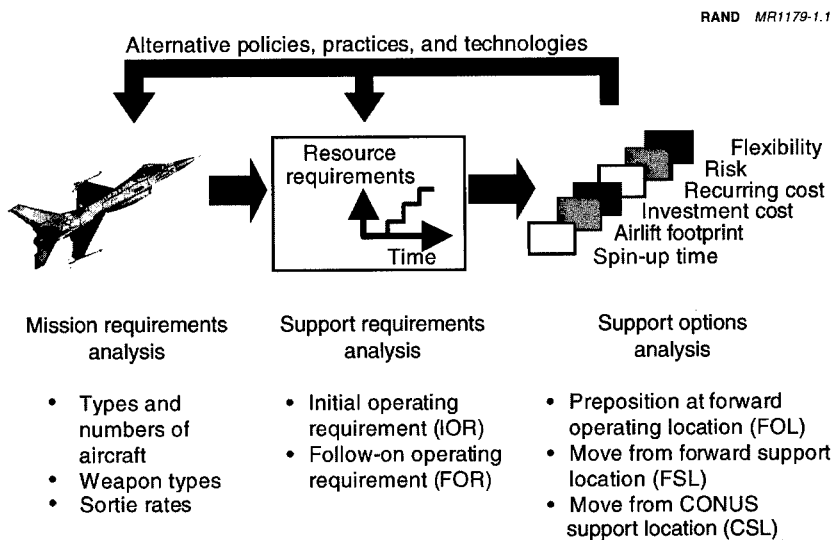 RAND MR1179-1.1
Alternative policies, practices, and technologies
Resource
requirements
Time
Flexibility
Risk
Recurring cost
Investment cost
Airlift footprint
Spin-up time
Mission requirements
analysis
• Types and
numbers of
aircraft
• Weapon types
• Sortie rates
Support requirements
analysis
• Initial operating
requirement (IOR)
• Follow-on operating
requirement (FOR)
Support options
analysis
• Preposition at forward
operating location (FOL)
• Move from forward support
location (FSL)
• Move from CONUS
support location (CSL)